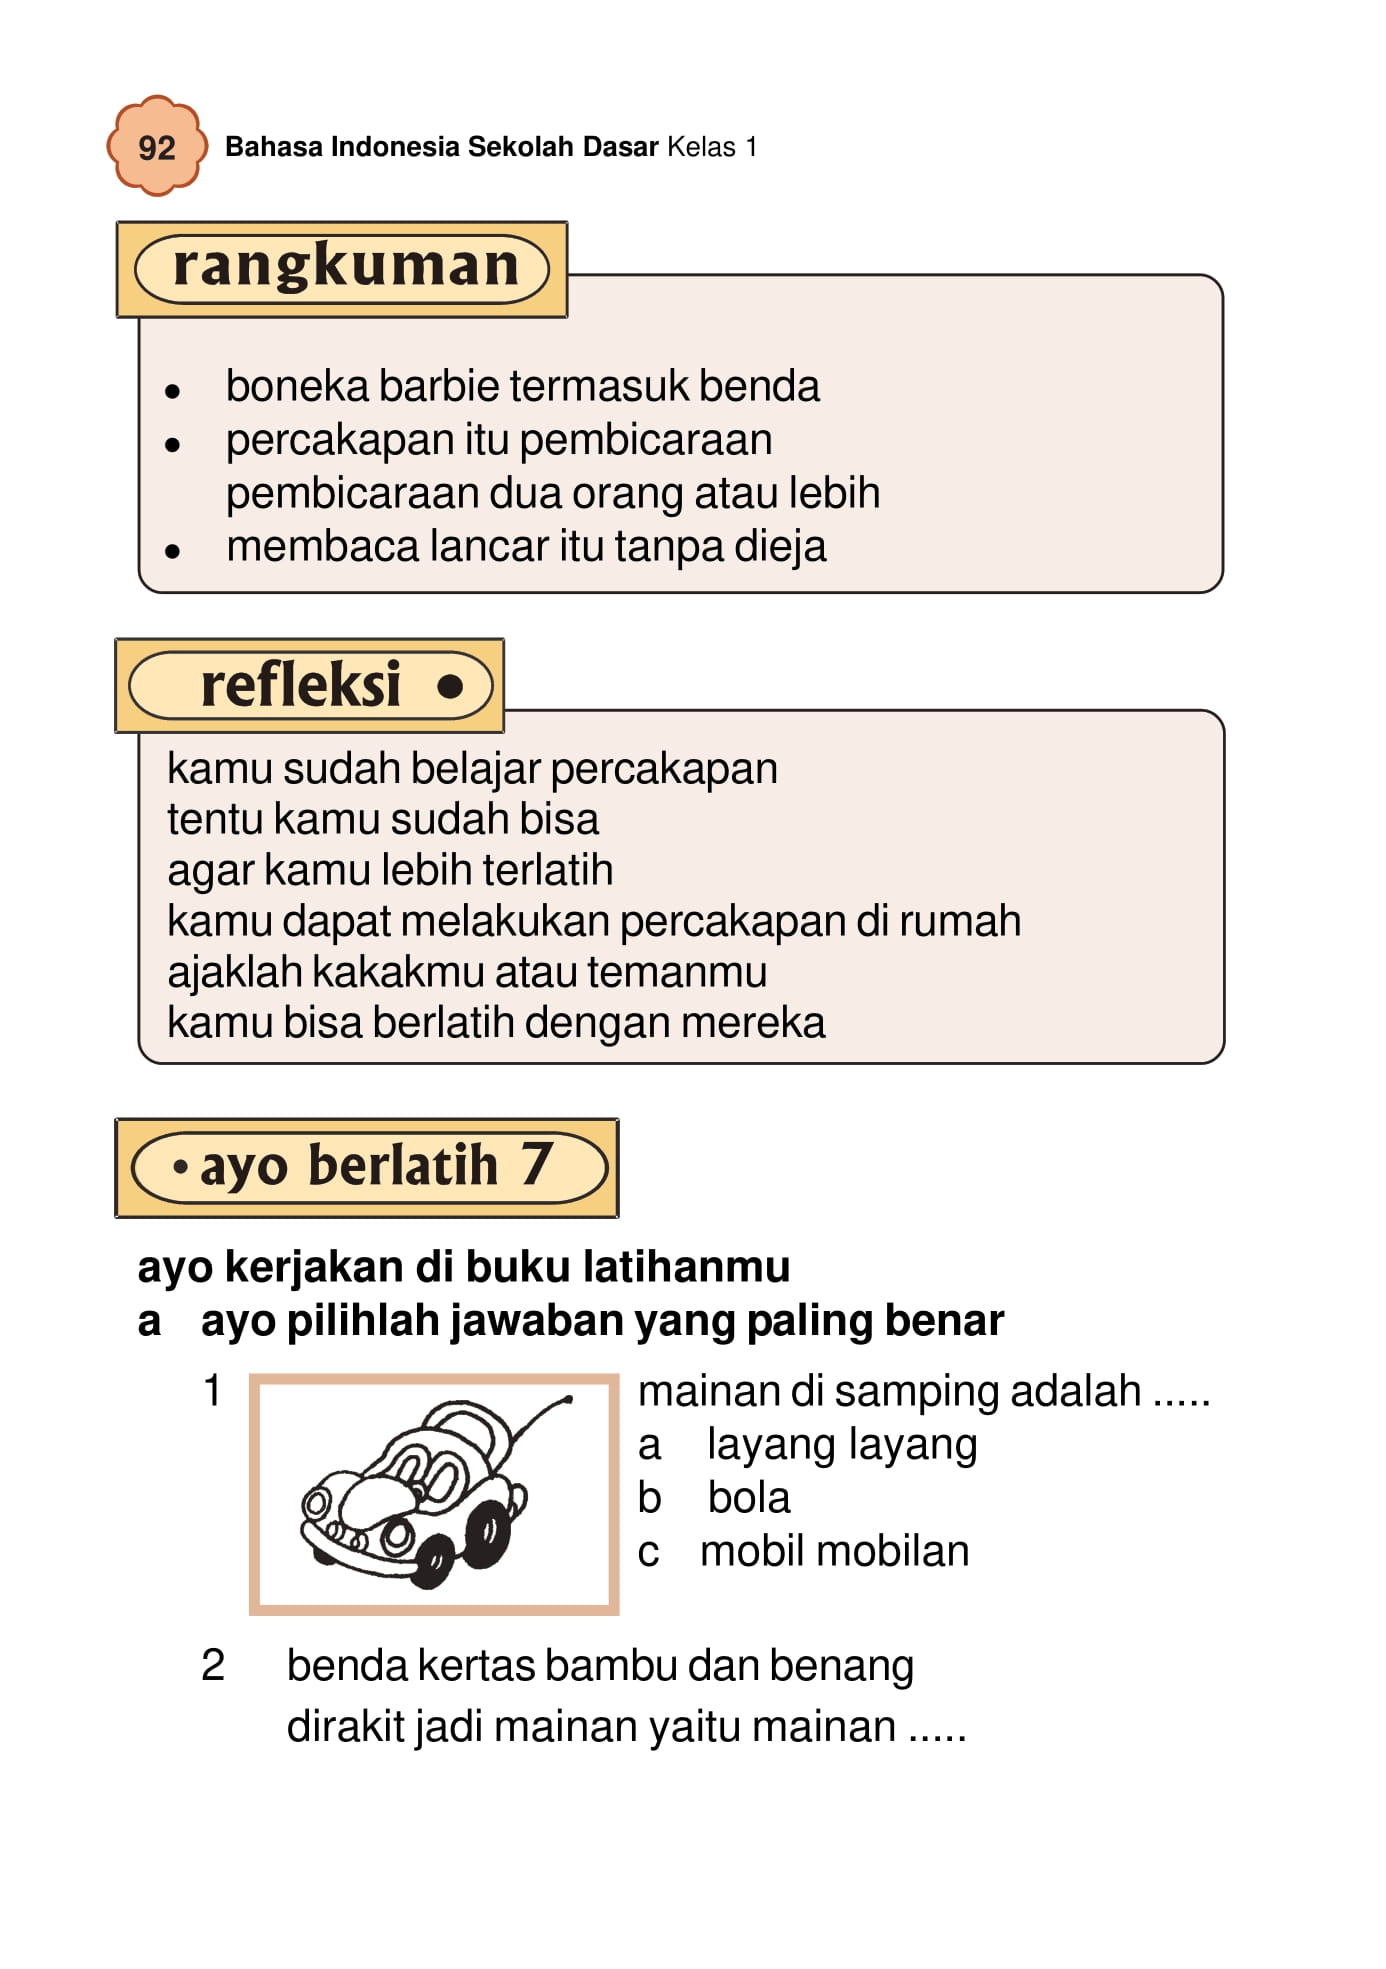 92 Bahasa Indonesia Sekolah Dasar Kelas 1
rangkuman
• boneka barbie termasuk benda
• percakapan itu pembicaraan
pembicaraan dua orang atau lebih
• membaca lancar itu tanpa dieja
refleksi •
kamu sudah belajar percakapan
tentu kamu sudah bisa
agar kamu lebih terlatih
kamu dapat melakukan percakapan di rumah
ajaklah kakakmu atau temanmu
kamu bisa berlatih dengan mereka
• ayo berlatih 7
ayo kerjakan di buku latihanmu
a ayo pilihlah jawaban yang paling benar
1 mainan di samping adalah .....
a layang layang
b bola
c mobil mobilan
2 benda kertas bambu dan benang
dirakit jadi mainan yaitu mainan .....